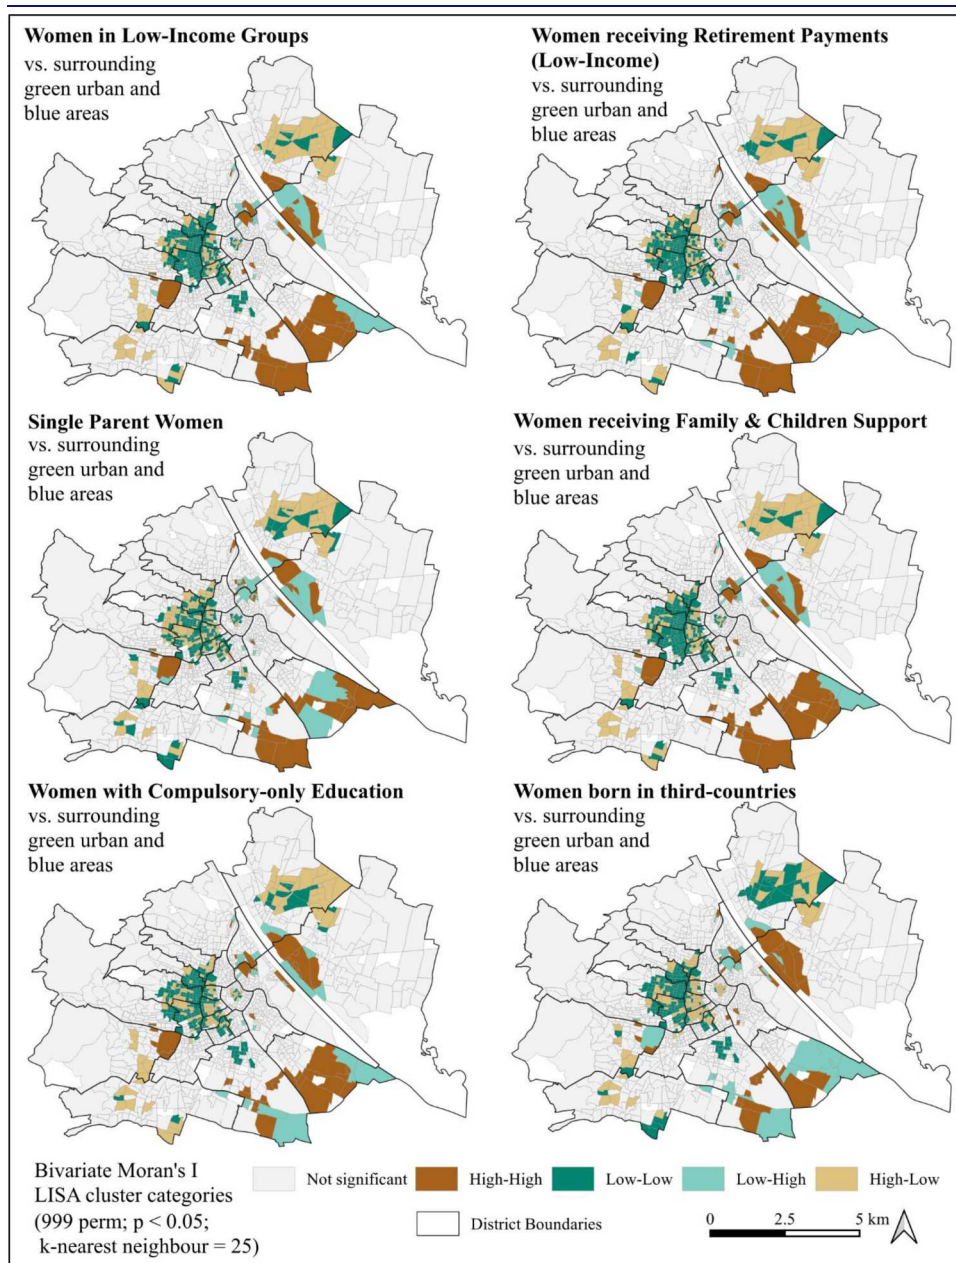 Women in Low-Income Groups
vs. surrounding
green urban and
blue areas
Women receiving Retirement Payments
(Low-Income)
vs. surrounding
green urban and
blue areas
Single Parent Women
vs. surrounding
green urban and
blue areas
Women receiving Family & Children Support
vs. surrounding
green urban and
blue areas
Women with Compulsory-only Education
vs. surrounding
green urban and
blue areas
Women born in third-countries
vs. surrounding
green urban and
blue areas
Bivariate Moran's I
LISA cluster categories
(999 perm; p < 0.05;
k-nearest neighbour = 25)
Not significant
High-High
Low-Low
Low-High
High-Low
District Boundaries
0 2.5 5 km